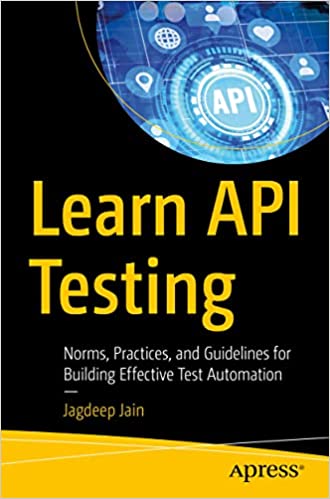 API
Learn API
Testing
Norms, Practices, and Guidelines for
Building Effective Test Automation
—
Jagdeep Jain
Apress®